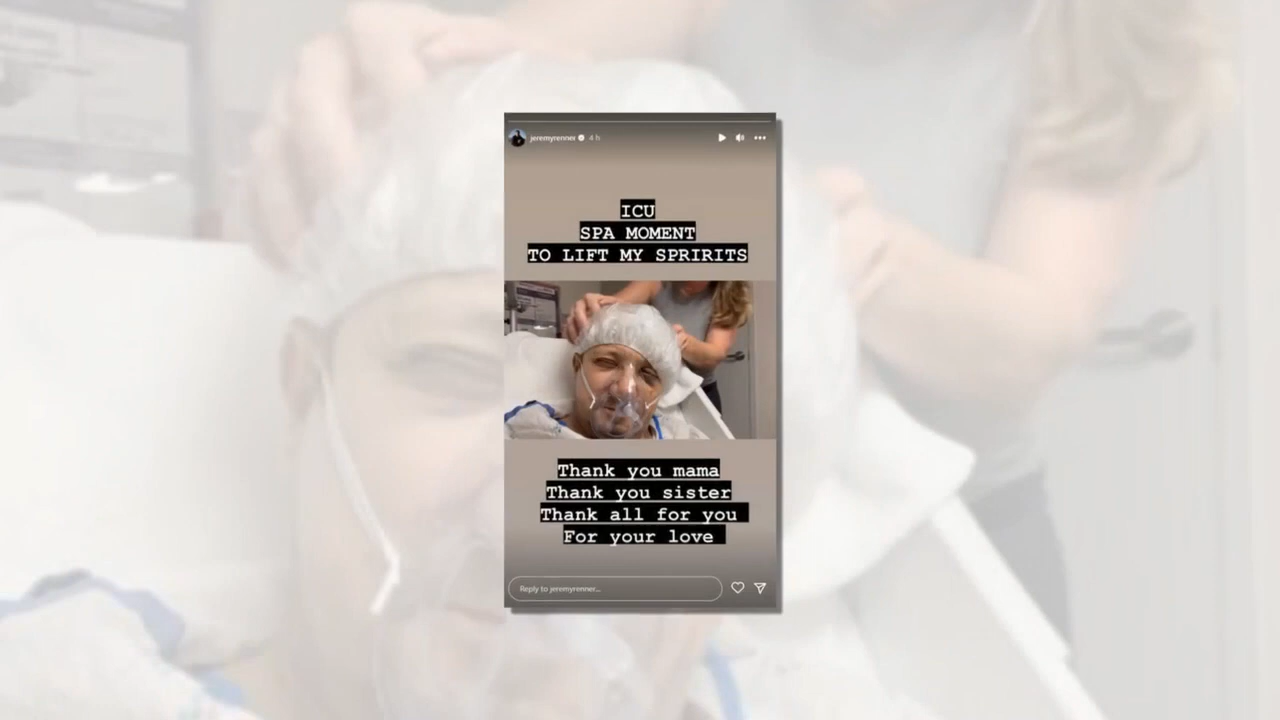 jeremyrenner 4 h
ICU
SPA MOMENT
TO LIFT MY SPRIRITS
Thank you mama
Thank you sister
Thank all for you
For your love
Reply to jeremyrenner...